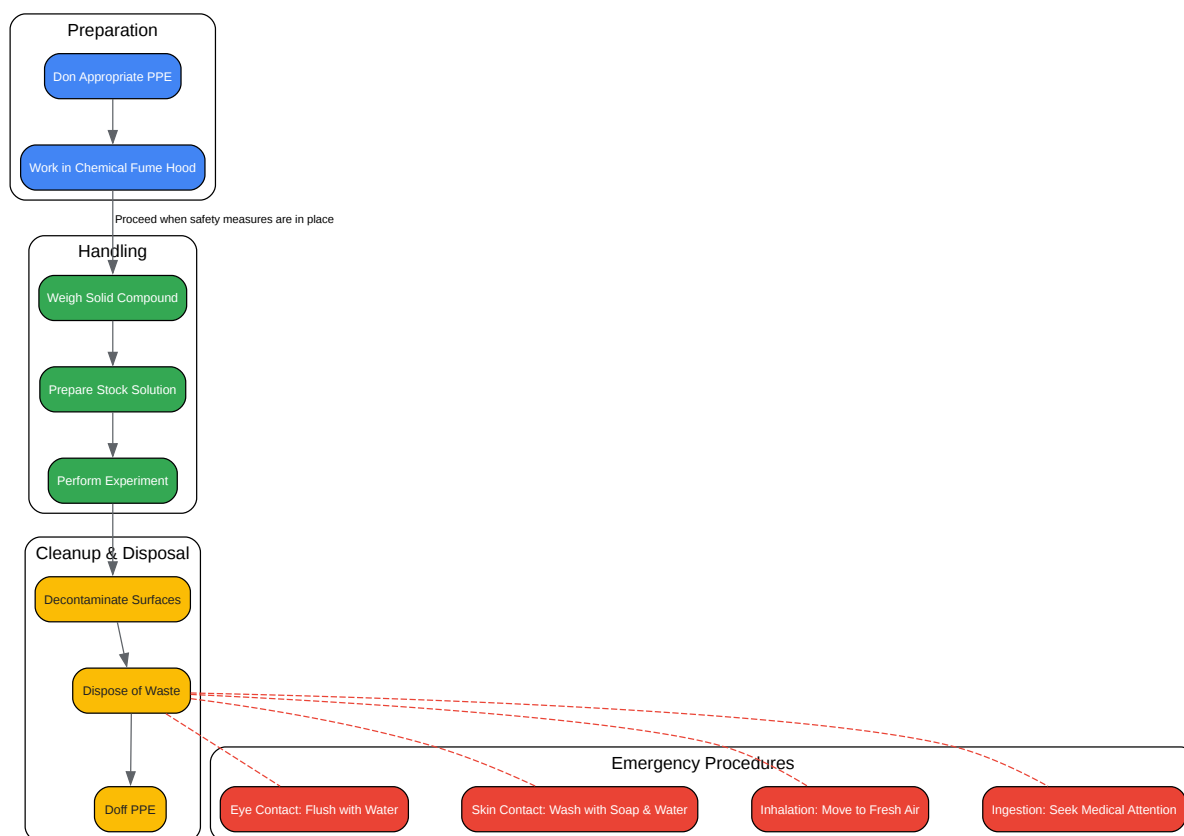 Preparation
Don Appropriate PPE
Work in Chemical Fume Hood
Proceed when safety measures are in place
Handling
Weigh Solid Compound
Prepare Stock Solution
Perform Experiment
Cleanup & Disposal
Decontaminate Surfaces
Dispose of Waste
Doff PPE
Emergency Procedures
Eye Contact: Flush with Water
Skin Contact: Wash with Soap & Water
Inhalation: Move to Fresh Air
Ingestion: Seek Medical Attention